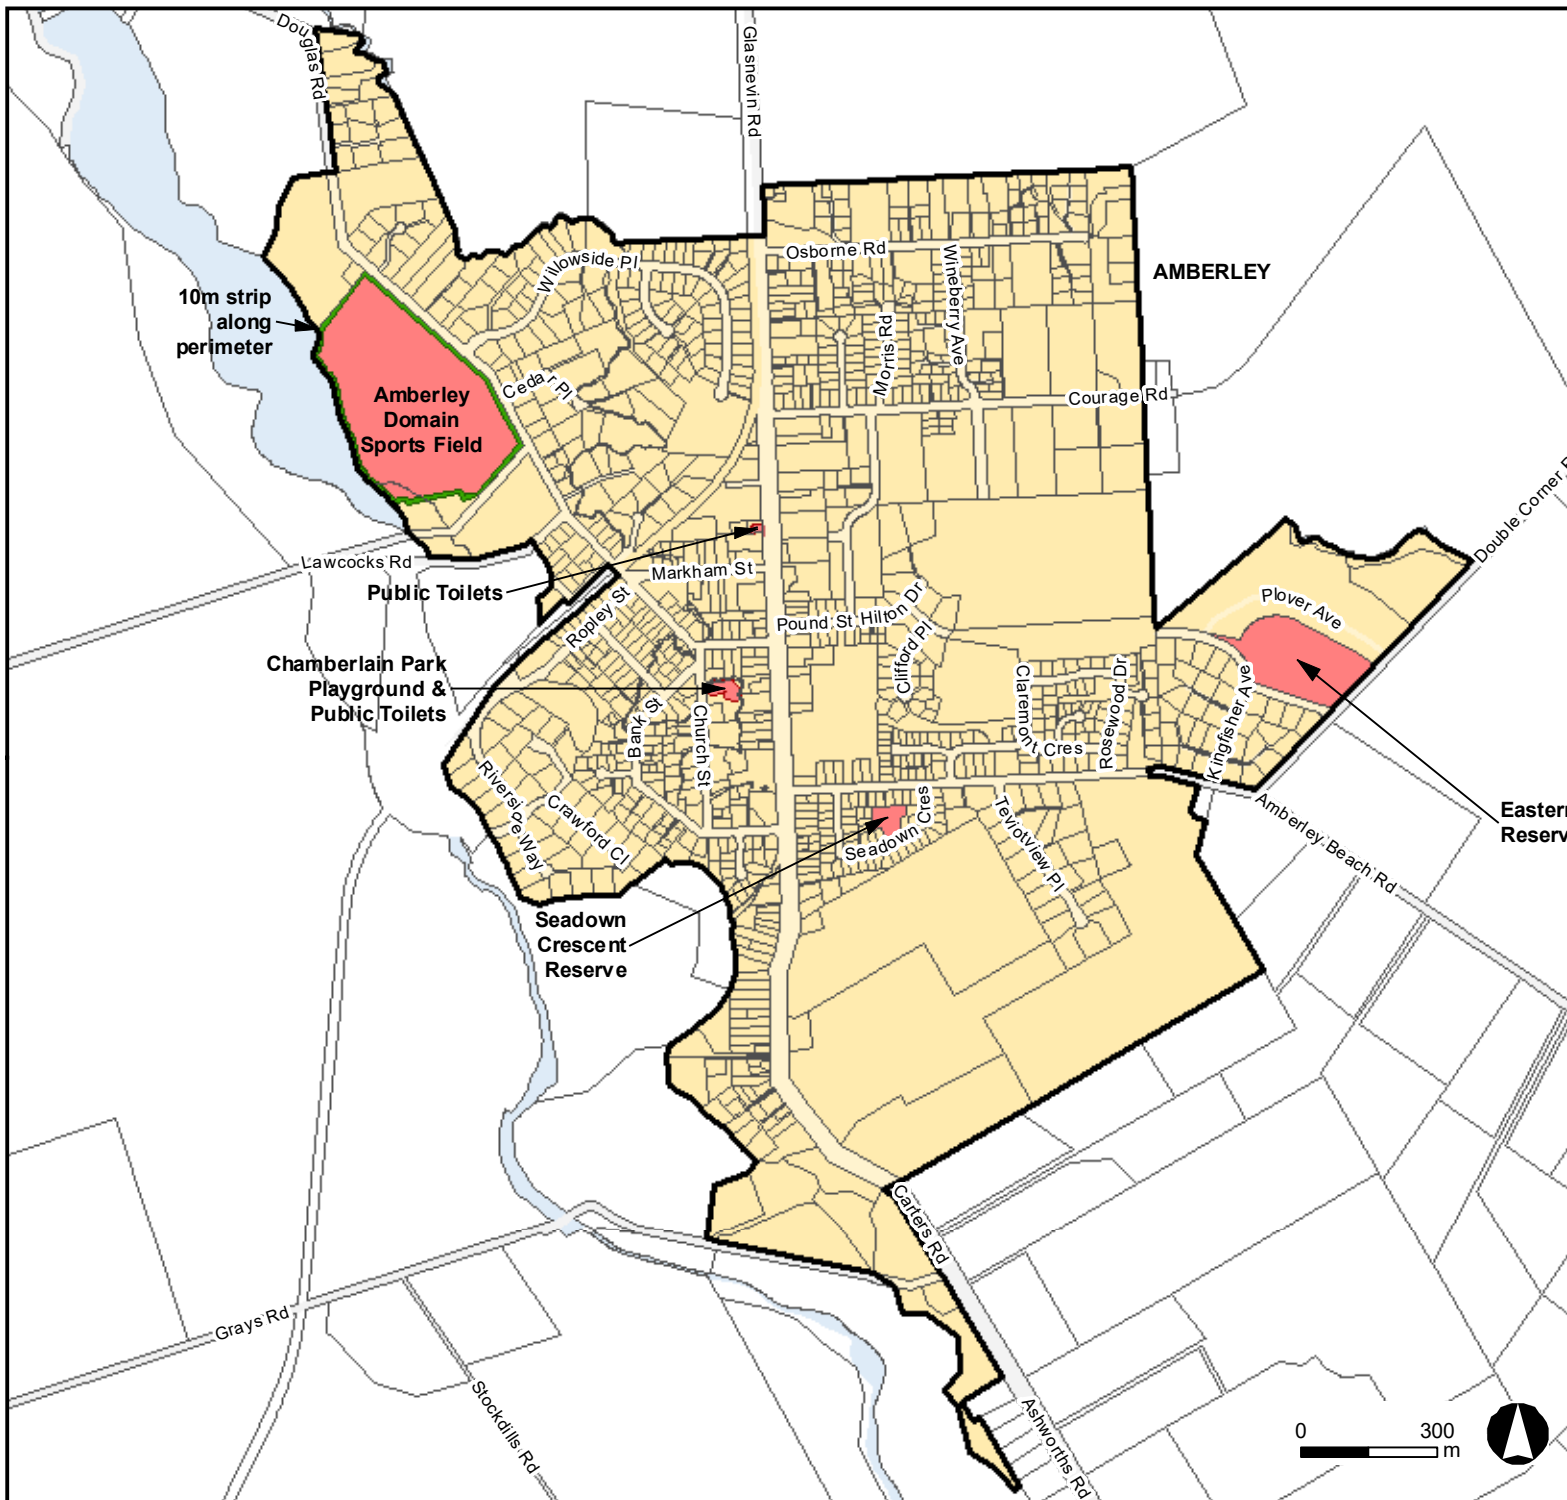 Douglas Rd
Glasnevin Rd
Osborne Rd
Willowside Pl
Wineberry Ave
AMBERLEY
10m strip
along
perimeter
Morris Rd
Cedar Pl
Courage Rd
Amberley
Domain
Sports Field
Double Corner
Lawcocks Rd
Markham St
Public Toilets
Ropley St
Pound St
Hilton Dr
Plover Ave
Clifford Pl
Chamberlain Park
Playground &
Public Toilets
Bank St
Church St
Claremont Cres
Rosewood Dr
Kingfisher Ave
Riverside Way
Crawford Cl
Seadown Cres
Teviotview Pl
Amberley Beach Rd
Eastern
Reserv
Seadown
Crescent
Reserve
Carters Rd
Grays Rd
Stockdills Rd
Ashworths Rd
0 300
m